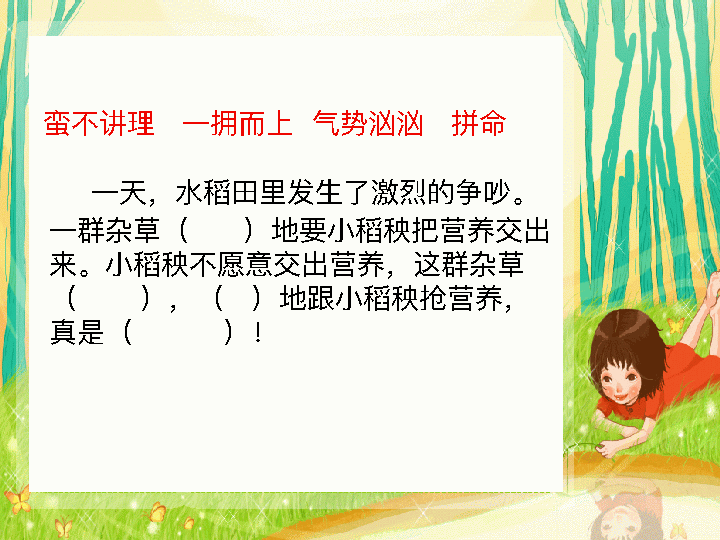 蛮不讲理 一拥而上 气势汹汹 拼命
一天，水稻田里发生了激烈的争吵。
一群杂草（ ）地要小稻秧把营养交出
来。小稻秧不愿意交出营养，这群杂草
（ ），（ ）地跟小稻秧抢营养，
真是（ ）！